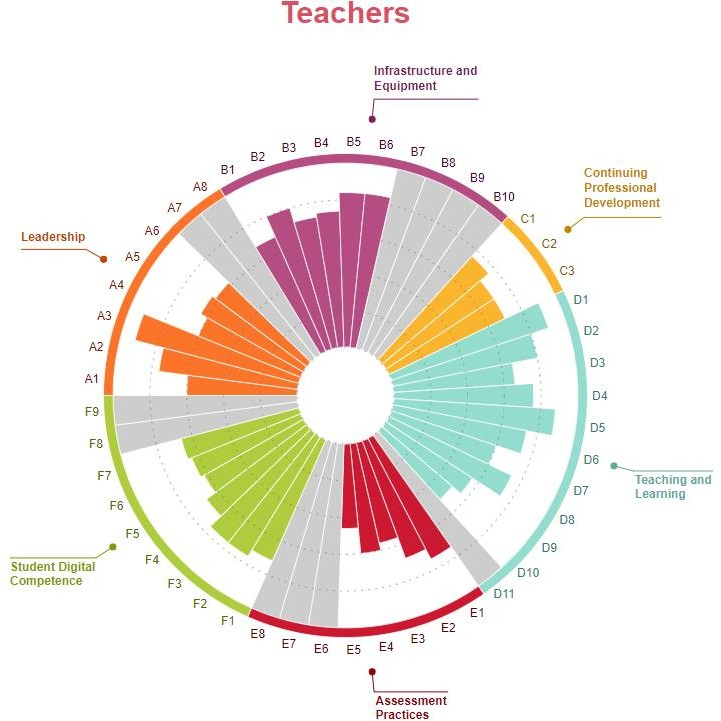 Teachers
Infrastructure and
Equipment
Continuing
Professional
Development
Leadership
B1
B2
B3
B4
B5
B6
B7
B8
B9
B10
C1
C2
C3
D1
D2
D3
D4
D5
D6
D7
D8
D9
D10
D11
Teaching and
Learning
E1
E2
E3
E4
E5
E6
E7
E8
Assessment
Practices
F1
F2
F3
F4
F5
F6
F7
F8
F9
Student Digital
Competence
A1
A2
A3
A4
A5
A6
A7
A8